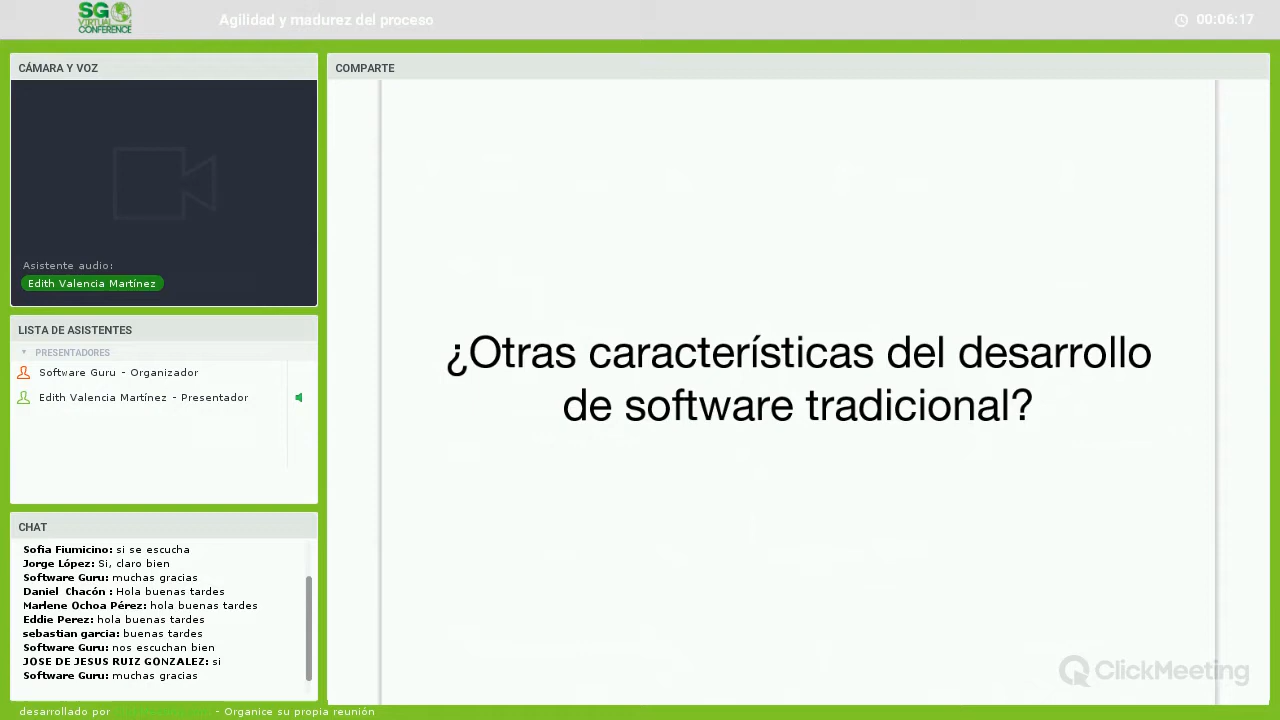 SG
VIRTUAL
CONFERENCE
Agilidad y madurez del proceso
00:06:17
CÁMARA Y VOZ
Asistente audio:
Edith Valencia Martínez
LISTA DE ASISTENTES
PRESENTADORES
Software Guru - Organizador
Edith Valencia Martínez - Presentador
CHAT
Sofia Fiumicino: si se escucha
Jorge López: Si, claro bien
Software Guru: muchas gracias
Daniel Chacón : Hola buenas tardes
Marlene Ochoa Pérez: hola buenas tardes
Eddie Perez: hola buenas tardes
sebastian garcia: buenas tardes
Software Guru: nos escuchan bien
JOSE DE JESUS RUIZ GONZALEZ: si
Software Guru: muchas gracias
desarrollado por - Organice su propia reunión
COMPARTE
¿Otras características del desarrollo
de software tradicional?
ClickMeeting